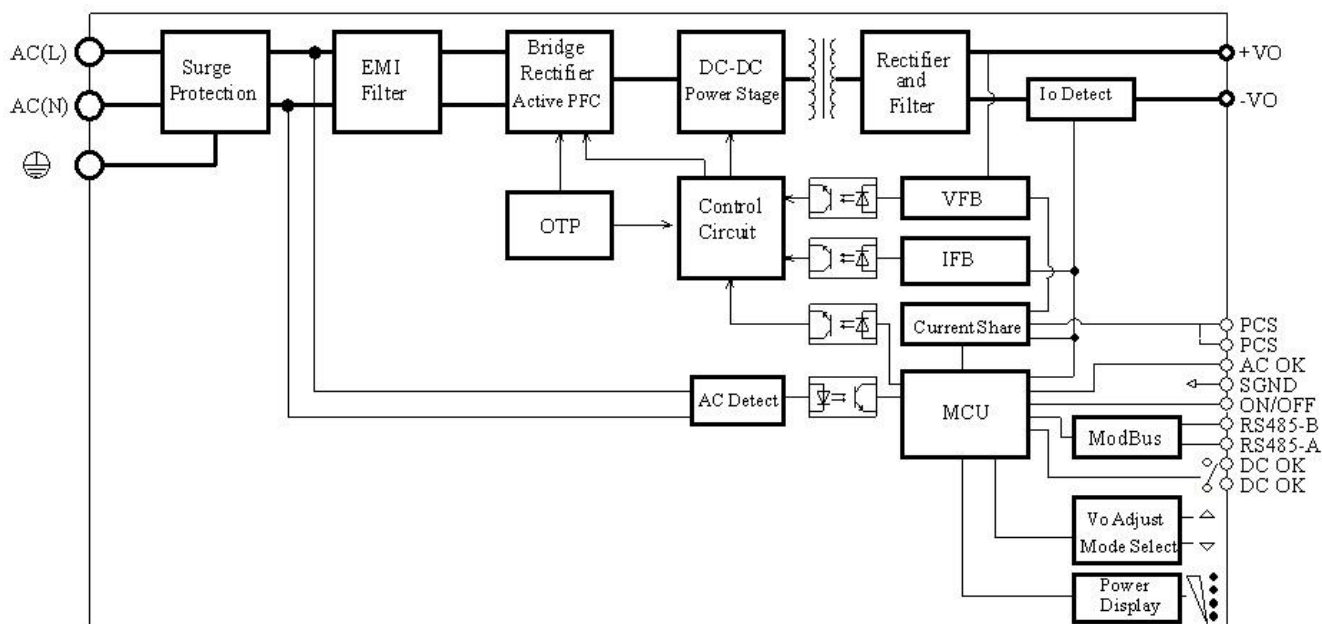 AC(L)
AC(N)
Surge
Protection
EMI
Filter
Bridge
Rectifier
Active PFC
DC-DC
Power Stage
Rectifier
and
Filter
Io Detect
+VO
-VO
OTP
Control
Circuit
VFB
IFB
Current Share
AC Detect
MCU
ModBus
PCS
PCS
AC OK
SGND
ON/OFF
RS485-B
RS485-A
DC OK
DC OK
Vo Adjust
Mode Select
Power
Display